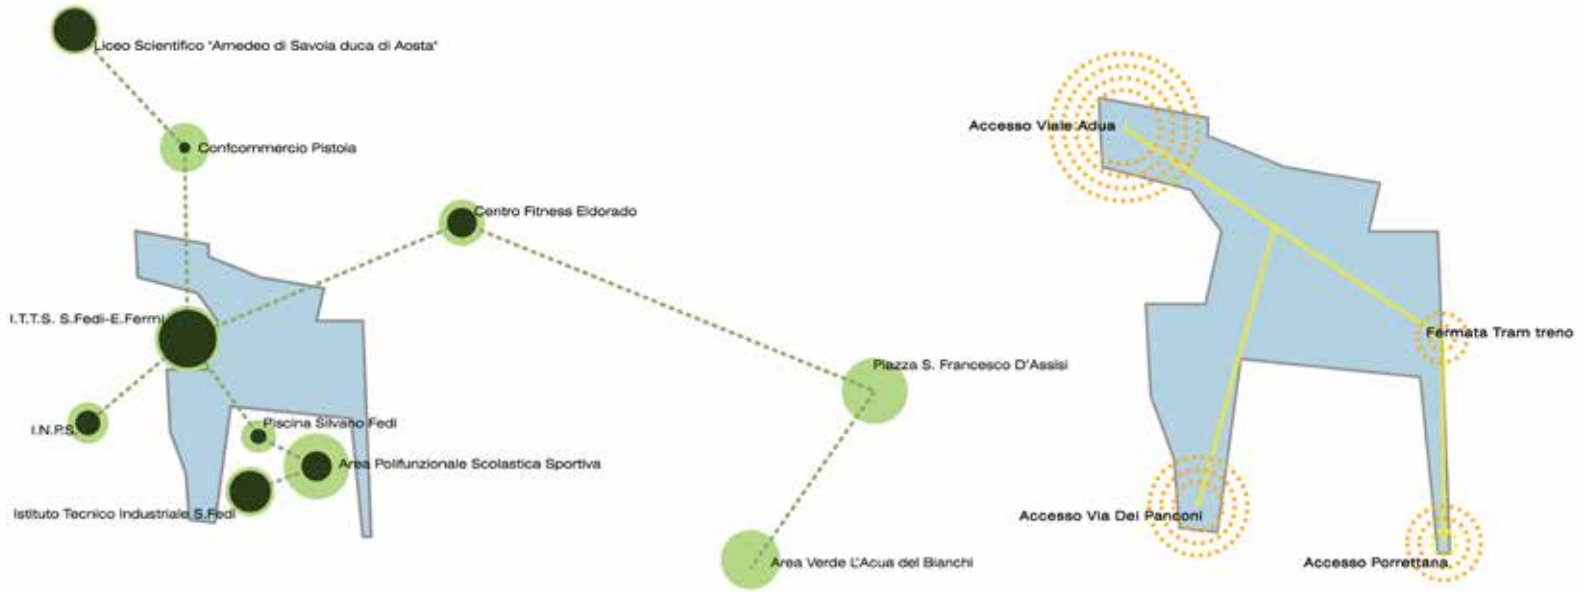 Liceo Scientifico "Amedeo di Savoia duca di Aosta"
Confcommercio Pistoia
Centro Fitness Eldorado
I.T.T.S. S.Fedi-E.Fermi
Piazza S. Francesco D'Assisi
I.N.P.S.
Piscina Silvano Fedi
Area Polifunzionale Scolastica Sportiva
Istituto Tecnico Industriale S.Fedi
Area Verde L'Acua dei Bianchi
Accesso Viale Adua
Fermata Tram treno
Accesso Via Dei Panconi
Accesso Porrettana